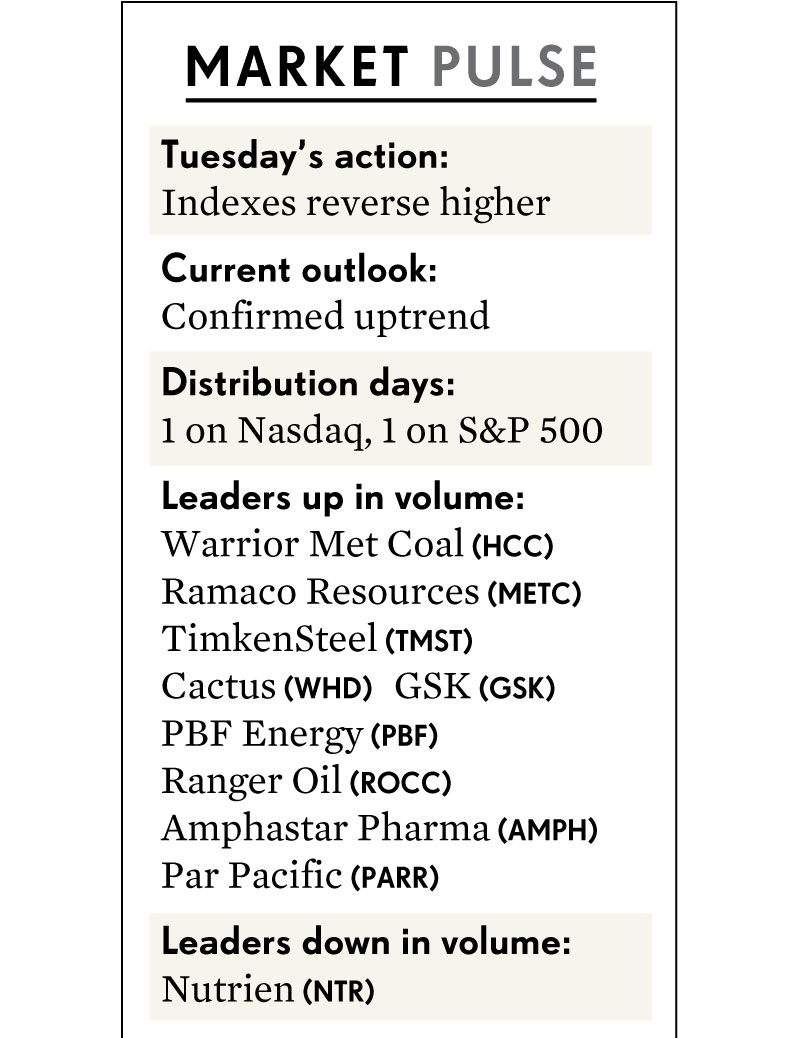 MARKET PULSE
Tuesday’s action:
Indexes reverse higher
Current outlook:
Confirmed uptrend
Distribution days:
1 on Nasdaq, 1 on S&P 500
Leaders up in volume:
Warrior Met Coal (HCC)
Ramaco Resources (METC)
TimkenSteel (TMST)
Cactus (WHD) GSK (GSK)
PBF Energy (PBF)
Ranger Oil (ROCC)
Amphastar Pharma (AMPH)
Par Pacific (PARR)
Leaders down in volume:
Nutrien (NTR)